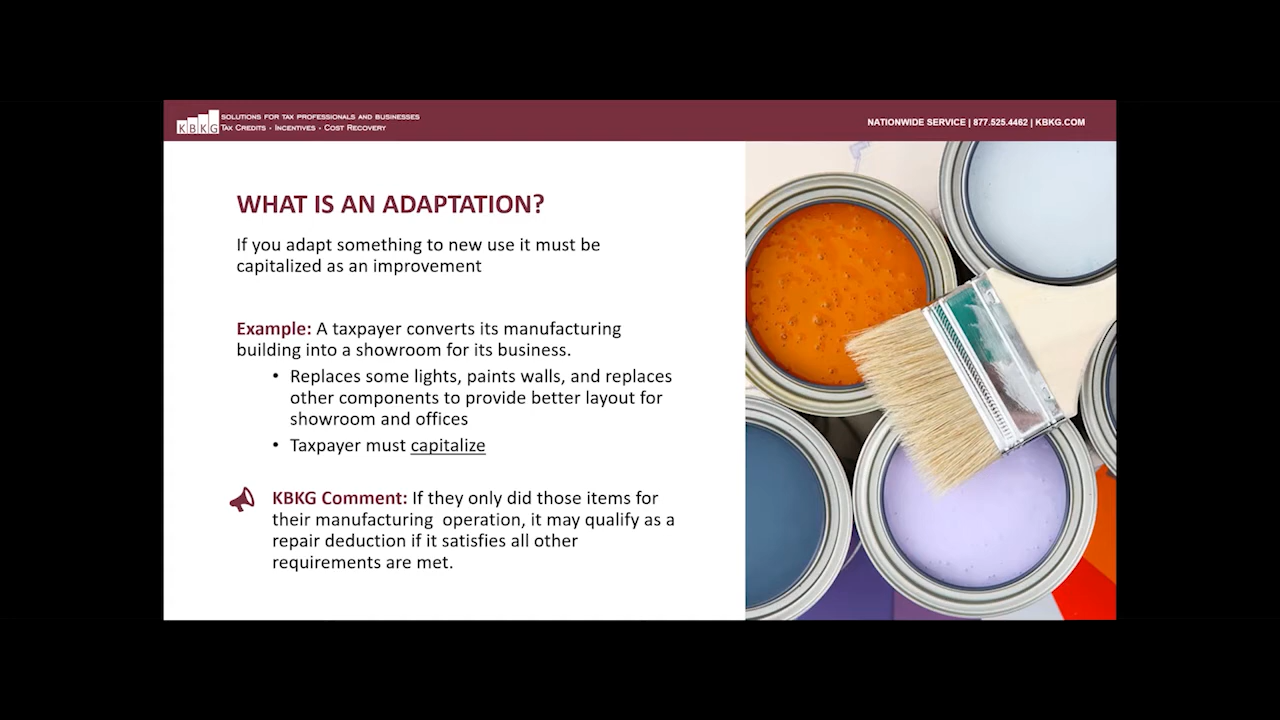 KBKG
SOLUTIONS FOR TAX PROFESSIONALS AND BUSINESSES
TAX CREDITS · INCENTIVES · COST RECOVERY
NATIONWIDE SERVICE | 877.525.4462 | KBKG.COM
WHAT IS AN ADAPTATION?
If you adapt something to new use it must be
capitalized as an improvement
Example: A taxpayer converts its manufacturing
building into a showroom for its business.
• Replaces some lights, paints walls, and replaces
other components to provide better layout for
showroom and offices
• Taxpayer must capitalize
KBKG Comment: If they only did those items for
their manufacturing  operation, it may qualify as a
repair deduction if it satisfies all other
requirements are met.